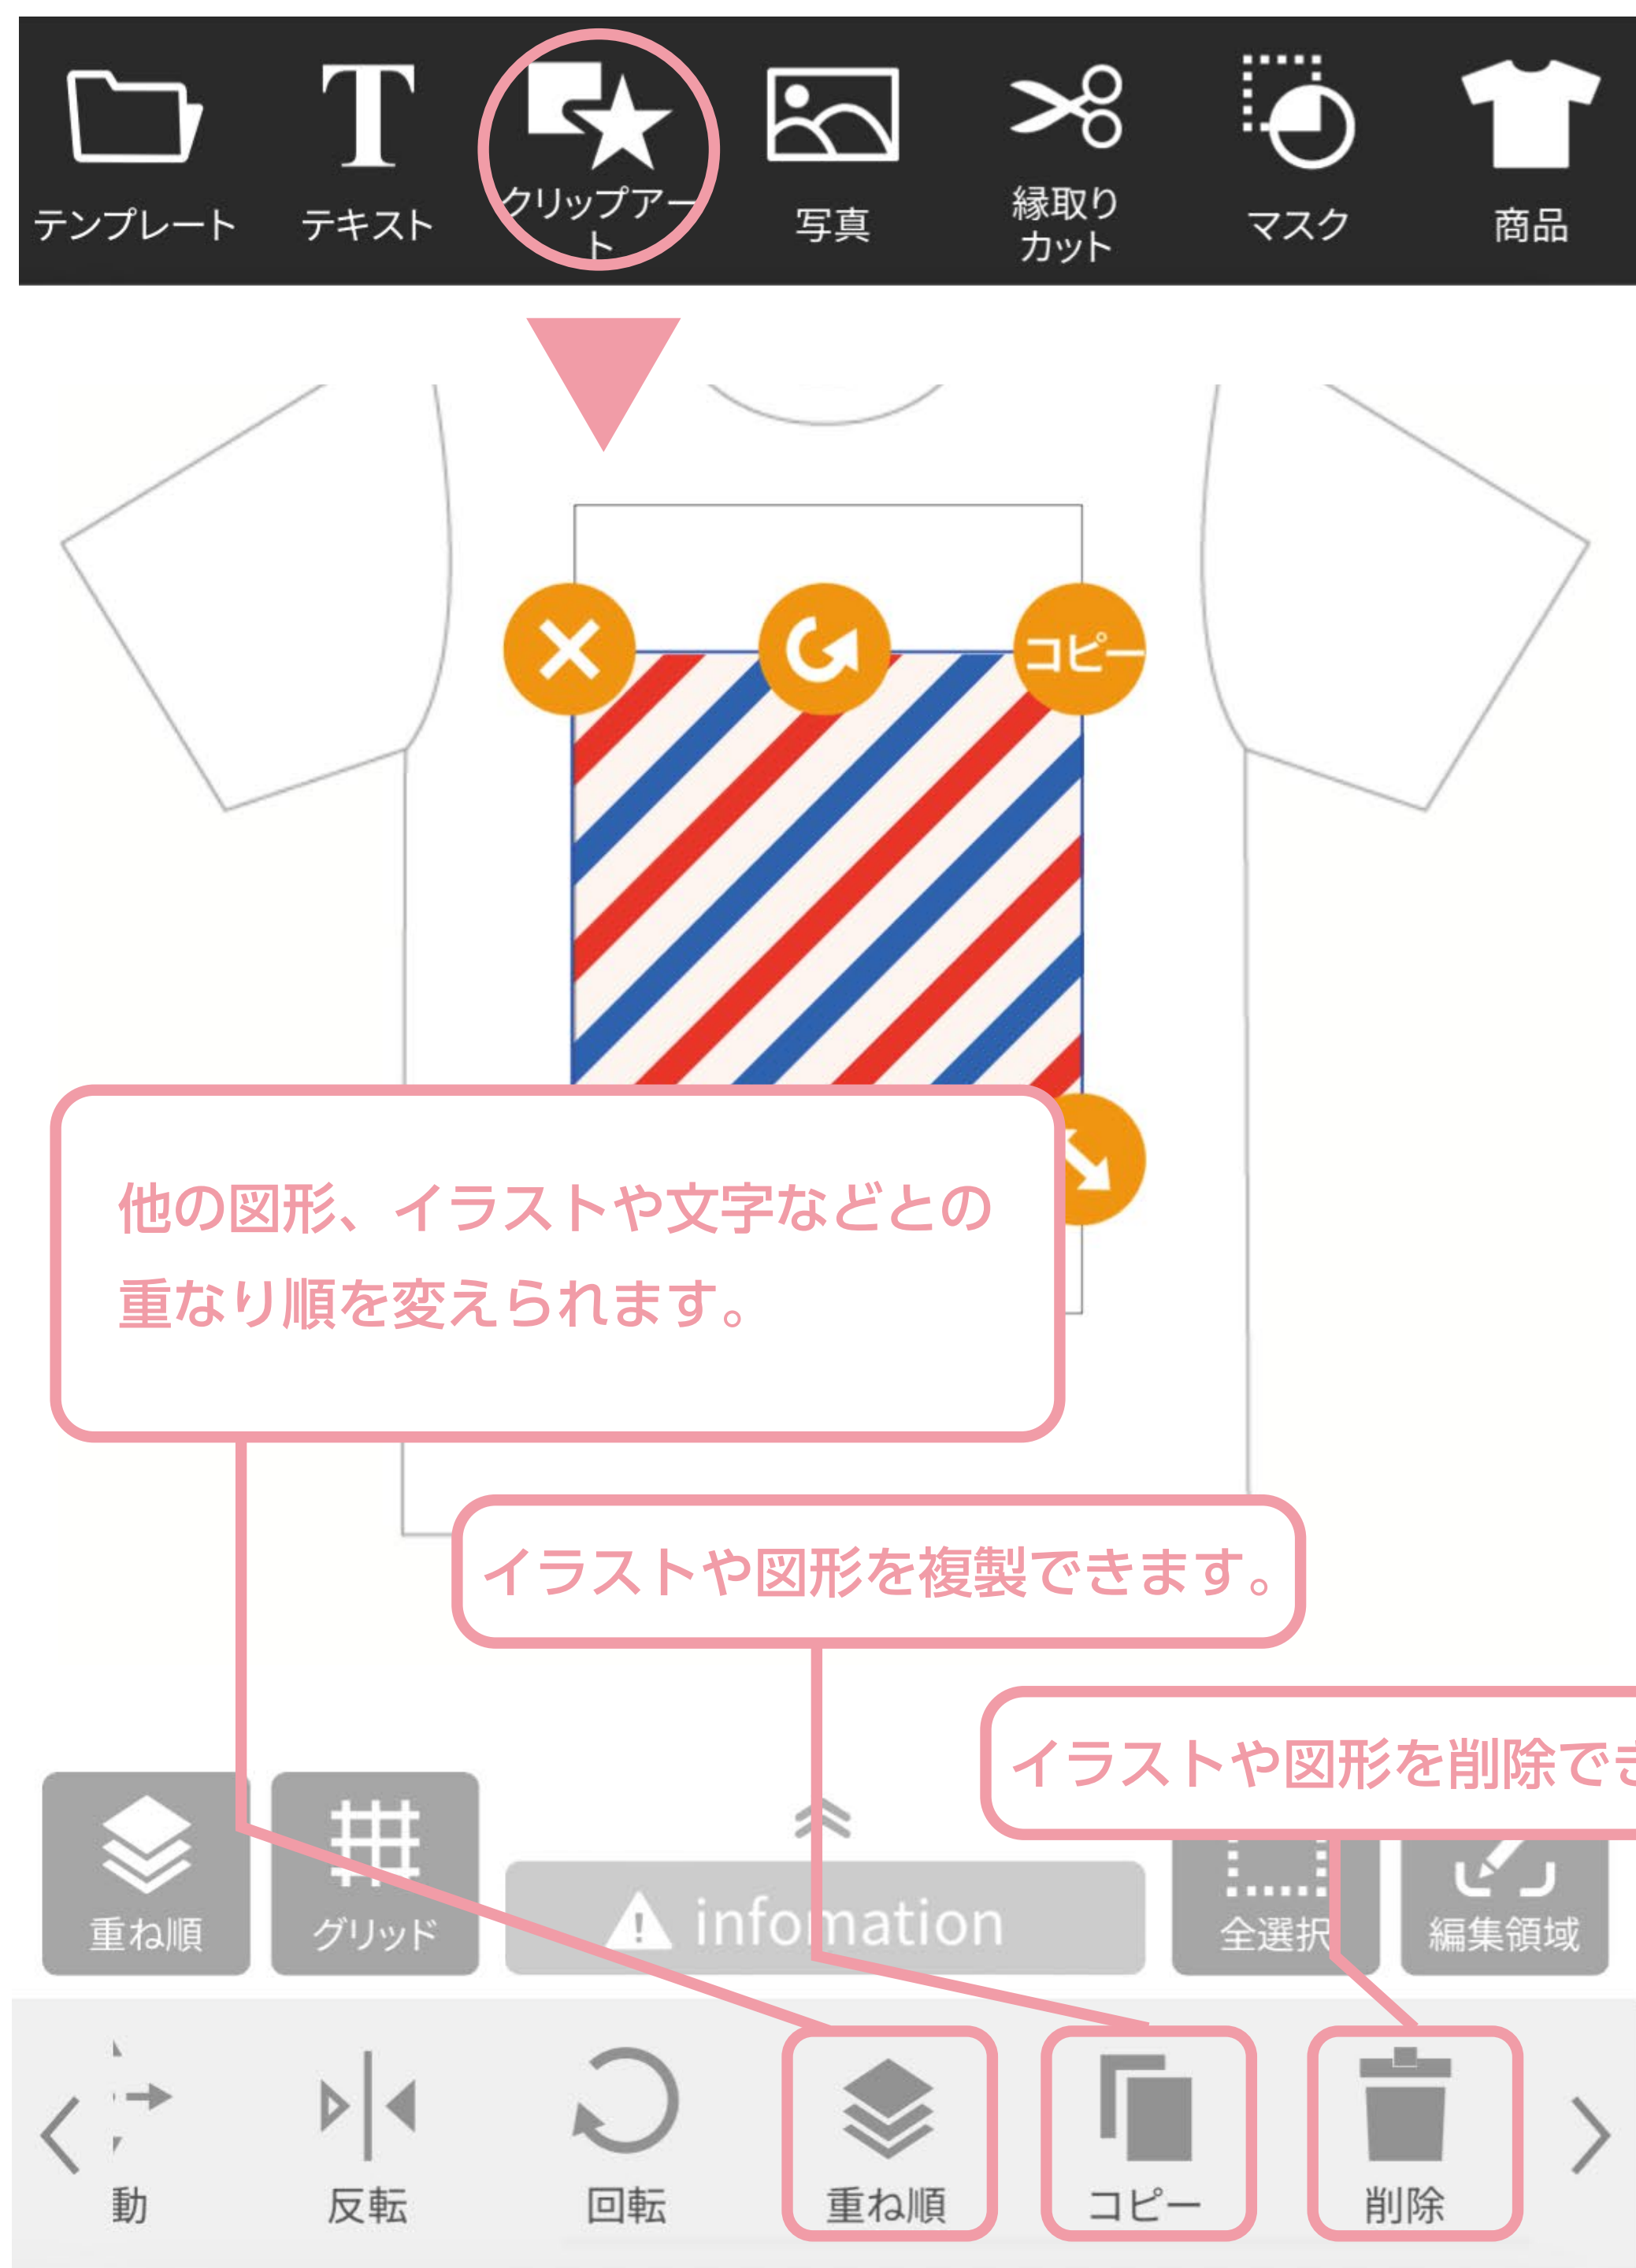 テンプレート
テキスト
クリップアー
ト
写真
縁取り
カット
マスク
商品
コピー
他の図形、イラストや文字などとの
重なり順を変えられます。
イラストや図形を複製できます。
イラストや図形を削除でき
重ね順
グリッド
infomation
全選択
編集領域
動
反転
回転
重ね順
コピー
削除